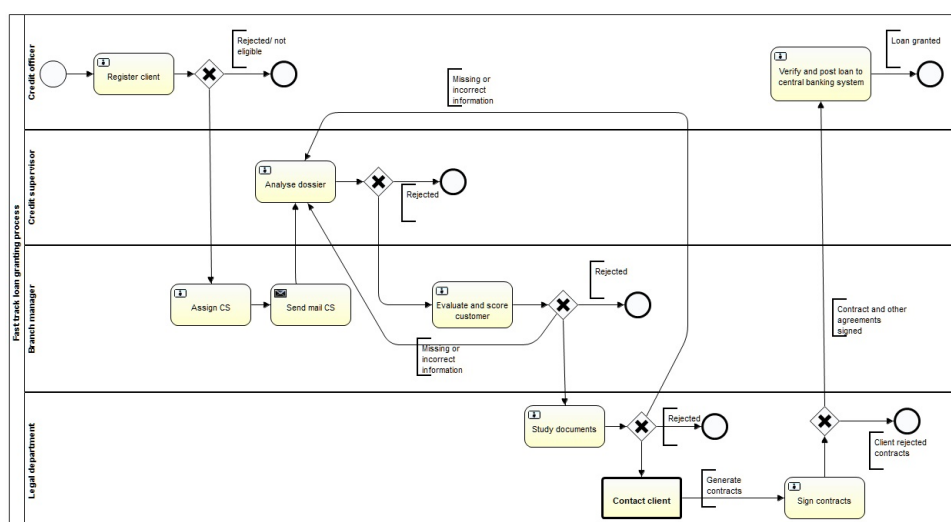 Fast track loan granting process
Credit officer
Register client
Rejected/ not
eligible
Missing or
incorrect
information
Verify and post loan to
central banking system
Loan granted
Credit supervisor
Analyse dossier
Rejected
Branch manager
Assign CS
Send mail CS
Evaluate and score
customer
Rejected
Missing or
incorrect
information
Contract and other
agreements
signed
Legal department
Study documents
Rejected
Contact client
Generate
contracts
Sign contracts
Client rejected
contracts